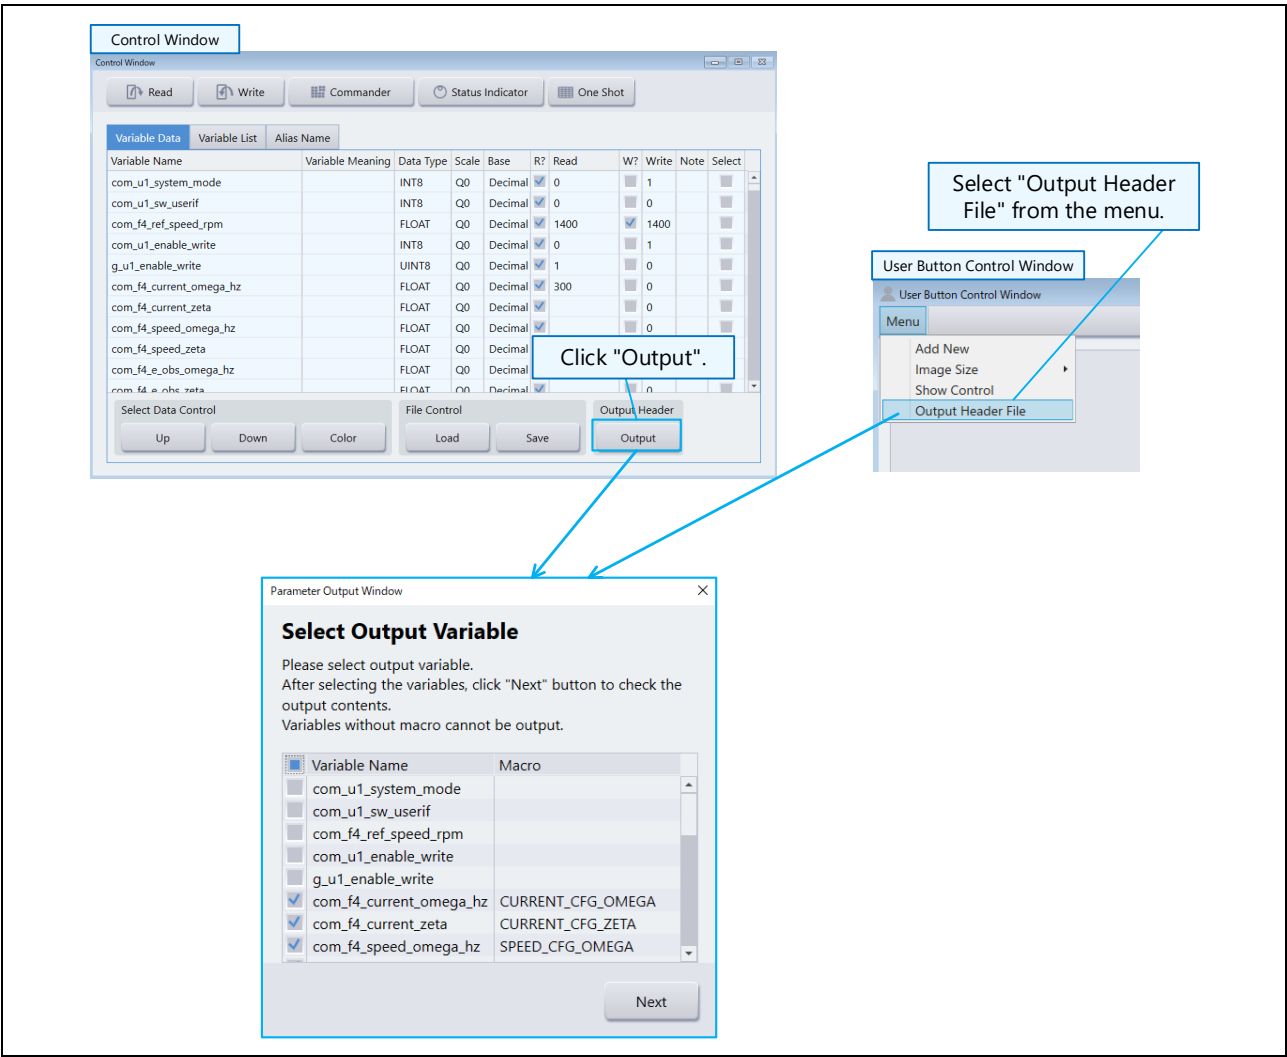 Control Window
Control Window
Read Write Commander Status Indicator One Shot
Variable Data Variable List Alias Name
Variable Name Variable Meaning Data Type Scale Base R? Read W? Write Note Select
com_u1_system_mode INT8 Q0 Decimal 0 1
com_u1_sw_userif INT8 Q0 Decimal 0 0
com_f4_ref_speed_rpm FLOAT Q0 Decimal 1400 1400
com_u1_enable_write INT8 Q0 Decimal 0 1
g_u1_enable_write UINT8 Q0 Decimal 1 0
com_f4_current_omega_hz FLOAT Q0 Decimal 300 0
com_f4_current_zeta FLOAT Q0 Decimal 0
com_f4_speed_omega_hz FLOAT Q0 Decimal 0
com_f4_speed_zeta FLOAT Q0 Decimal
com_f4_e_obs_omega_hz FLOAT Q0 Decimal
com_f4_e_obs_zeta FLOAT Q0 Decimal 0
Click "Output".
Select Data Control File Control Output Header
Up Down Color Load Save Output
Select "Output Header
File" from the menu.
User Button Control Window
User Button Control Window
Menu
Add New
Image Size
Show Control
Output Header File
Parameter Output Window
Select Output Variable
Please select output variable.
After selecting the variables, click "Next" button to check the
output contents.
Variables without macro cannot be output.
Variable Name Macro
com_u1_system_mode
com_u1_sw_userif
com_f4_ref_speed_rpm
com_u1_enable_write
g_u1_enable_write
com_f4_current_omega_hz CURRENT_CFG_OMEGA
com_f4_current_zeta CURRENT_CFG_ZETA
com_f4_speed_omega_hz SPEED_CFG_OMEGA
Next